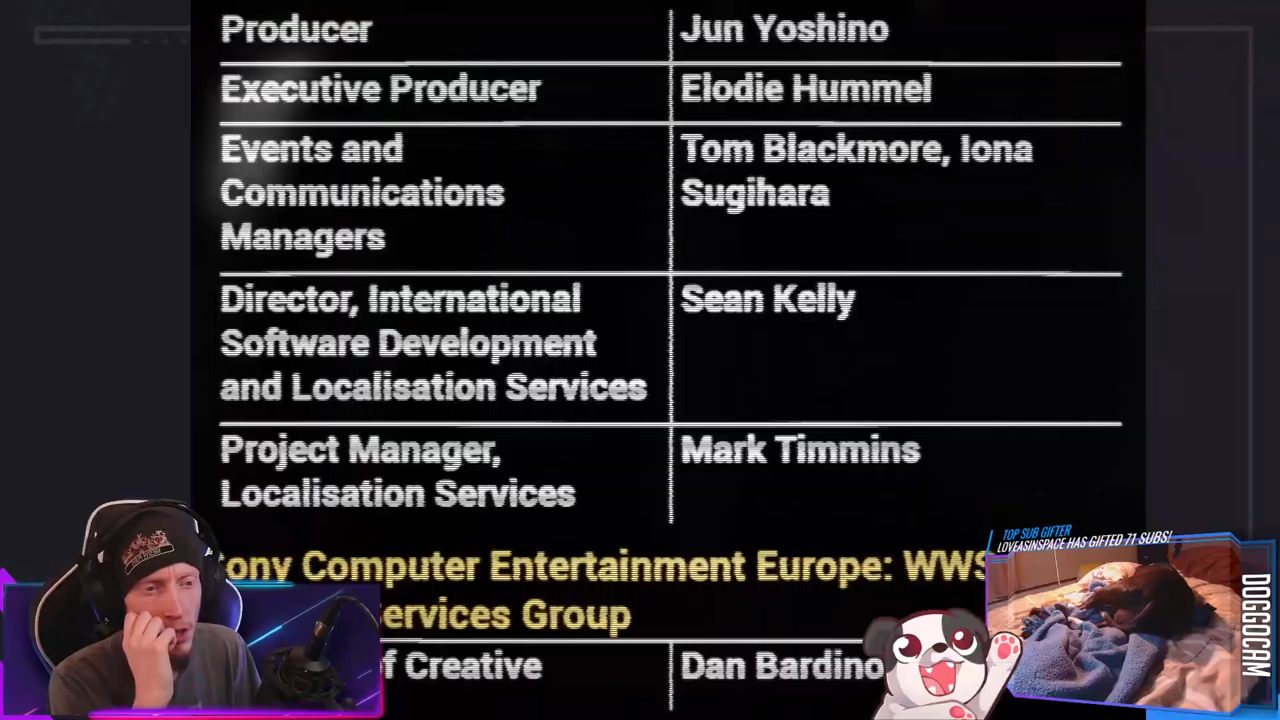 Producer
Jun Yoshino
Executive Producer
Elodie Hummel
Events and
Communications
Managers
Tom Blackmore, Iona
Sugihara
Director, International
Software Development
and Localisation Services
Sean Kelly
Project Manager,
Localisation Services
Mark Timmins
ony Computer Entertainment Europe: WWS
ervices Group
f Creative
Dan Bardino
TOP SUB GIFTER
LOVEASINSPACE HAS GIFTED 71 SUBS!
DOGGOCAM